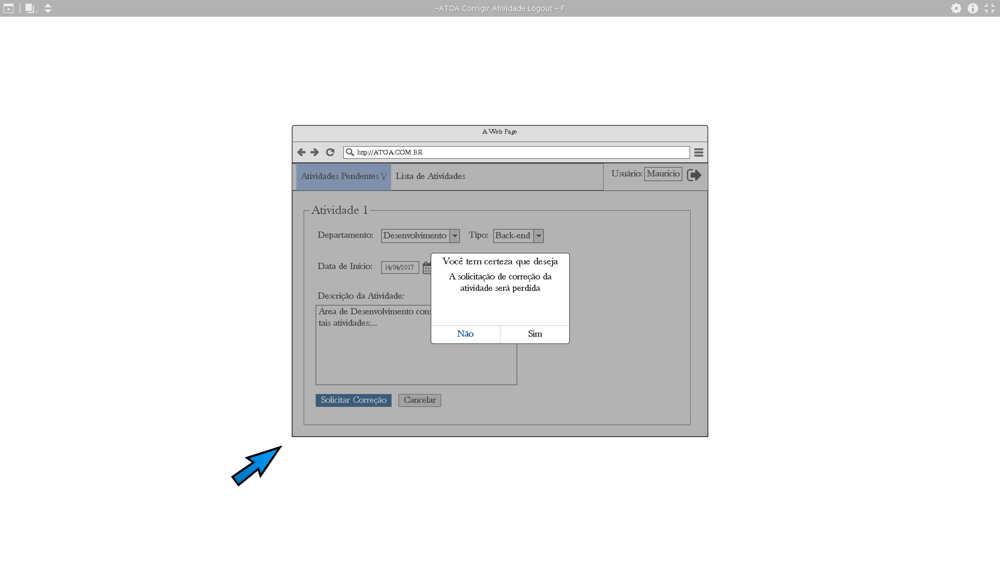 -ATOA Corrigir Atividade Logout - F
A Web Page
http://ATOA.COM.BR
Atividades Pendentes \/ Lista de Atividades Usuário: Mauricio
Atividade 1
Departamento: Desenvolvimento Tipo: Back-end
Data de Início: 14/04/2017
Você tem certeza que deseja
A solicitação de correção da
atividade será perdida
Não Sim
Descrição da Atividade:
Área de Desenvolvimento cons
tais atividades:...
Solicitar Correção Cancelar